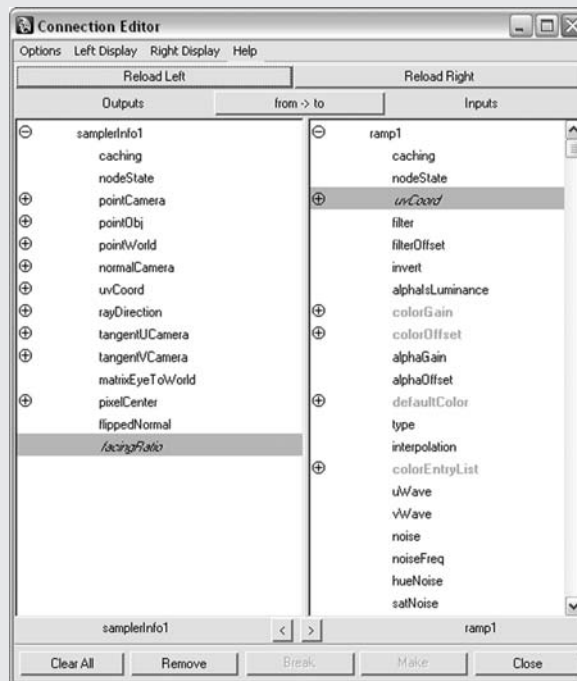 Connection Editor
Options Left Display Right Display Help
Reload Left Reload Right
Outputs from -> to Inputs
samplerInfo1
caching
nodeState
pointCamera
pointObj
pointWorld
normalCamera
uvCoord
rayDirection
tangentUCamera
tangentVCamera
matrixEyeToWorld
pixelCenter
flippedNormal
facingRatio
ramp1
caching
nodeState
uvCoord
filter
filterOffset
invert
alphaIsLuminance
colorGain
colorOffset
alphaGain
alphaOffset
defaultColor
type
interpolation
colorEntryList
uWave
vWave
noise
noiseFreq
hueNoise
satNoise
samplerInfo1 < > ramp1
Clear All Remove Break Make Close